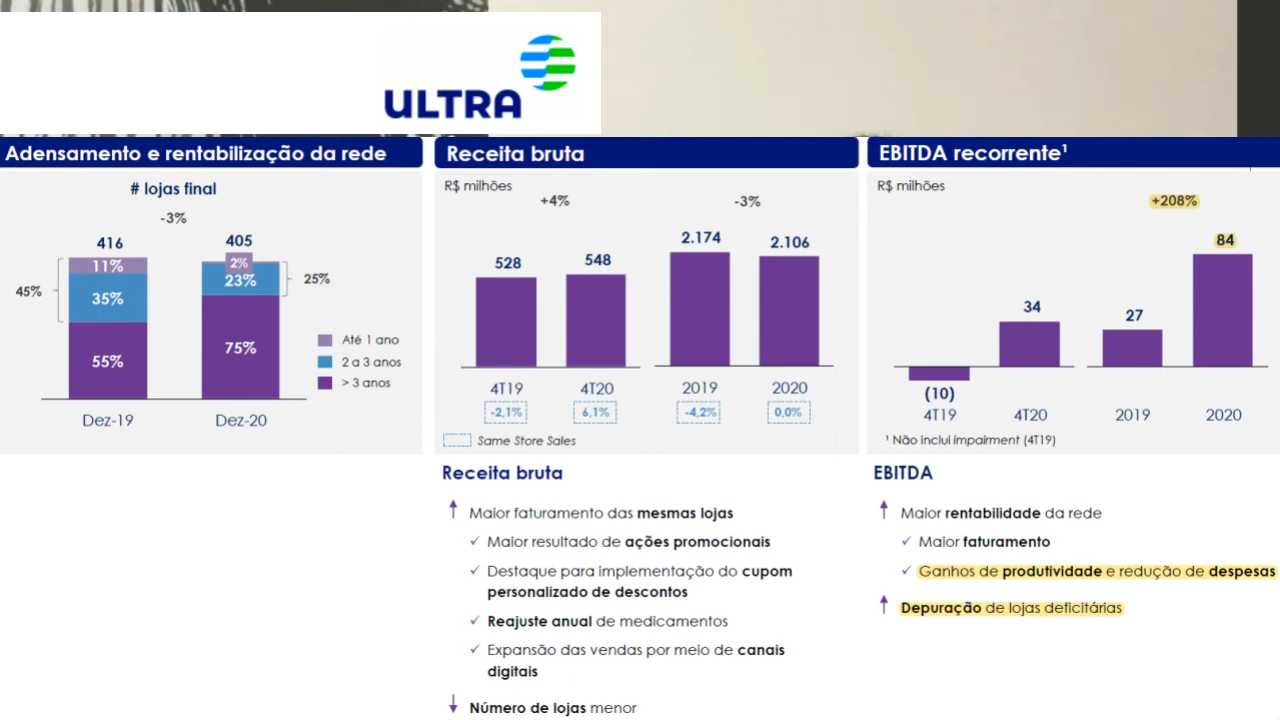 ULTRA
Adensamento e rentabilização da rede
# lojas final
-3%
416
405
11%
2%
45%
35%
23%
25%
55%
75%
Até 1 ano
2 a 3 anos
> 3 anos
Dez-19
Dez-20
Receita bruta
R$ milhões
+4%
-3%
528
548
2.174
2.106
4T19
4T20
2019
2020
-2,1%
6,1%
-4,2%
0,0%
Same Store Sales
EBITDA recorrente¹
R$ milhões
+208%
84
34
27
(10)
4T19
4T20
2019
2020
¹ Não inclui impairment (4T19)
Receita bruta
Maior faturamento das mesmas lojas
✓ Maior resultado de ações promocionais
✓ Destaque para implementação do cupom
personalizado de descontos
✓ Reajuste anual de medicamentos
✓ Expansão das vendas por meio de canais
digitais
Número de lojas menor
EBITDA
Maior rentabilidade da rede
✓ Maior faturamento
✓ Ganhos de produtividade e redução de despesas
Depuração de lojas deficitárias